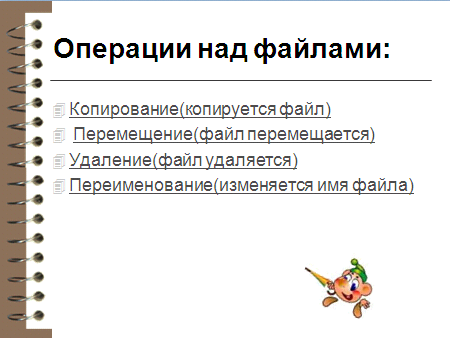 Операции над файлами:
Копирование(копируется файл)
Перемещение(файл перемещается)
Удаление(файл удаляется)
Переименование(изменяется имя файла)